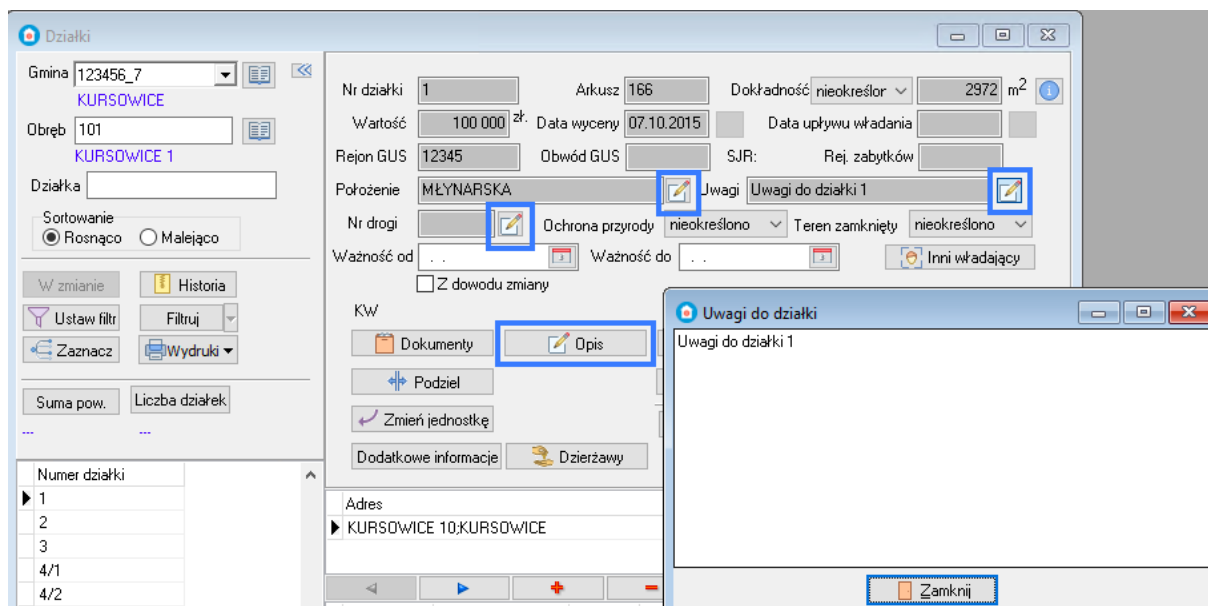 Działki
Gmina 123456_7
KURSOWICE
Obręb 101
KURSOWICE 1
Działka
Sortowanie
Rosnąco Malejąco
W zmianie Historia
Ustaw filtr Filtruj
Zaznacz Wydruki
Suma pow. Liczba działek
--- ---
Numer działki
1
2
3
4/1
4/2
Nr działki 1 Arkusz 166 Dokładność nieokreślor 2972 m2
Wartość 100 000 zł. Data wyceny 07.10.2015 Data upływu władania
Rejon GUS 12345 Obwód GUS SJR: Rej. zabytków
Położenie MŁYNARSKA Uwagi Uwagi do działki 1
Nr drogi Ochrona przyrody nieokreślono Teren zamknięty nieokreślono
Ważność od . . Ważność do . . Inni władający
Z dowodu zmiany
KW
Dokumenty Opis
Podziel
Zmień jednostkę
Dodatkowe informacje Dzierżawy
Adres
KURSOWICE 10;KURSOWICE
Uwagi do działki
Uwagi do działki 1
Zamknij